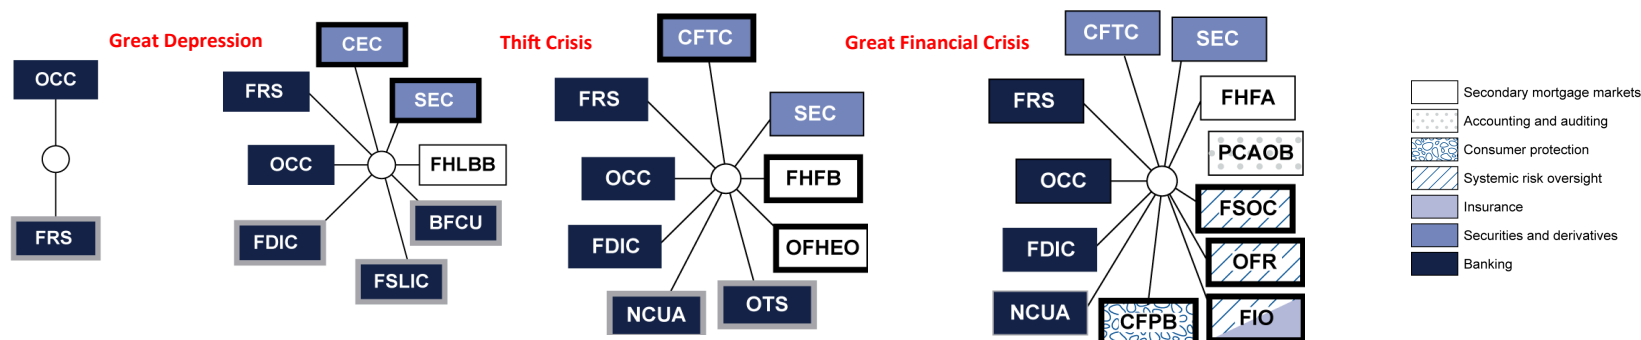 Great Depression
Thift Crisis
Great Financial Crisis
OCC
FRS
CEC
FRS
SEC
OCC
FHLBB
BFCU
FDIC
FSLIC
CFTC
FRS
SEC
OCC
FHFB
FDIC
OFHEO
NCUA
OTS
CFTC
SEC
FRS
FHFA
PCAOB
OCC
FSOC
FDIC
OFR
NCUA
CFPB
FIO
Secondary mortgage markets
Accounting and auditing
Consumer protection
Systemic risk oversight
Insurance
Securities and derivatives
Banking